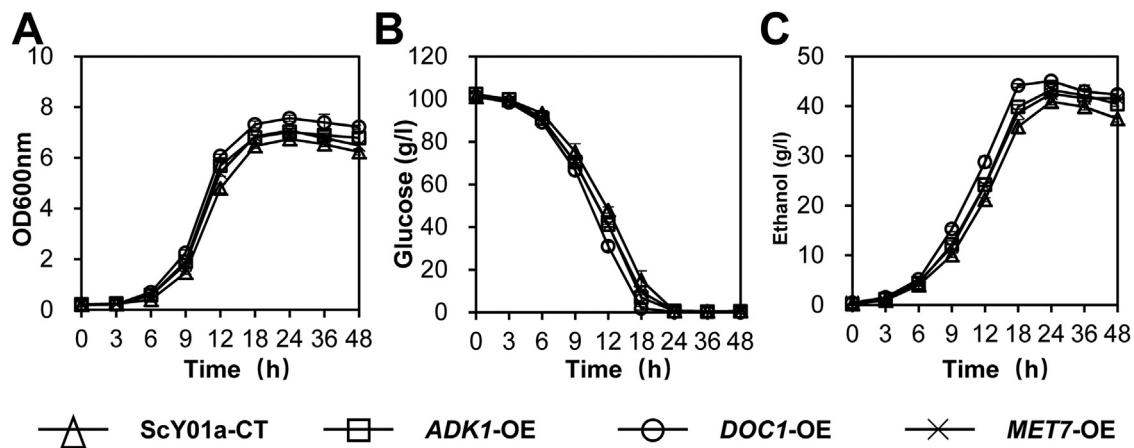 A
B
C
OD600nm
10
8
6
4
2
0
0 3 6 9 12 18 24 36 48
Time (h)
Glucose (g/l)
120
100
80
60
40
20
0
0 3 6 9 12 18 24 36 48
Time (h)
Ethanol (g/l)
50
40
30
20
10
0
0 3 6 9 12 18 24 36 48
Time (h)
ScY01a-CT ADK1-OE DOC1-OE MET7-OE